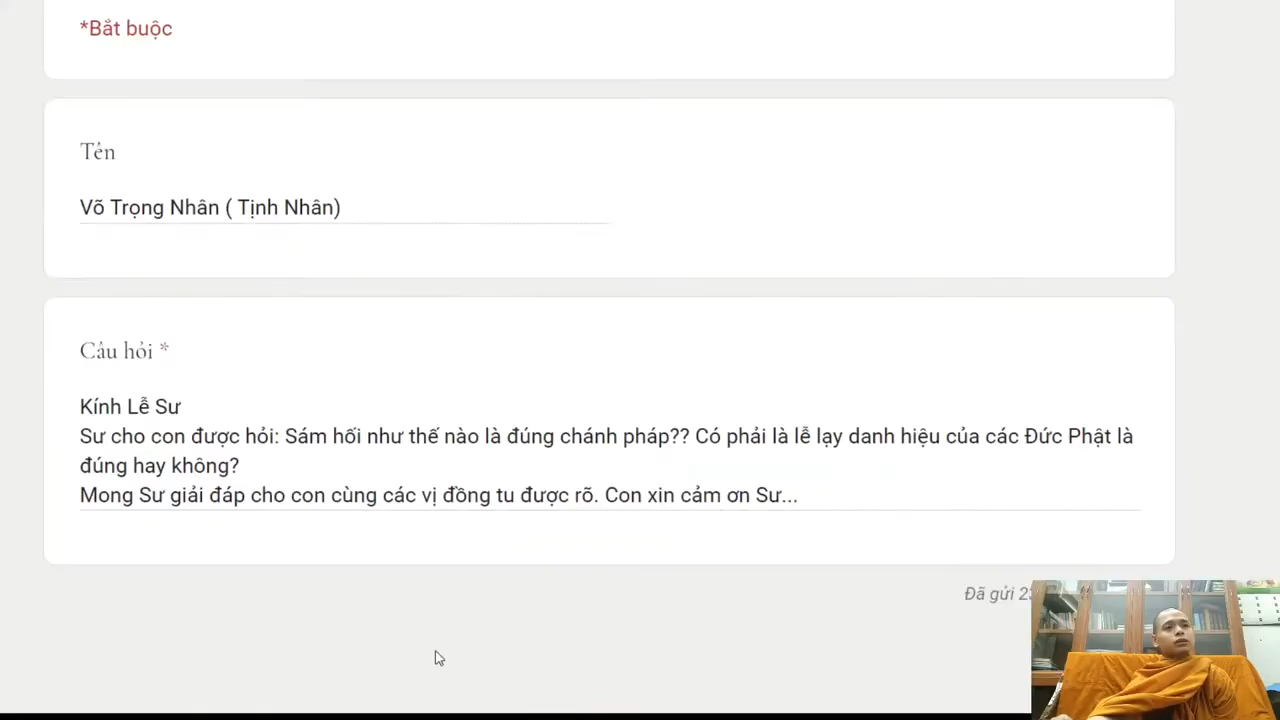 *Bắt buộc
Tên
Võ Trọng Nhân ( Tịnh Nhân)
Câu hỏi *
Kính Lễ Sư
Sư cho con được hỏi: Sám hối như thế nào là đúng chánh pháp?? Có phải là lễ lạy danh hiệu của các Đức Phật là
đúng hay không?
Mong Sư giải đáp cho con cùng các vị đồng tu được rõ. Con xin cảm ơn Sư...
Đã gửi